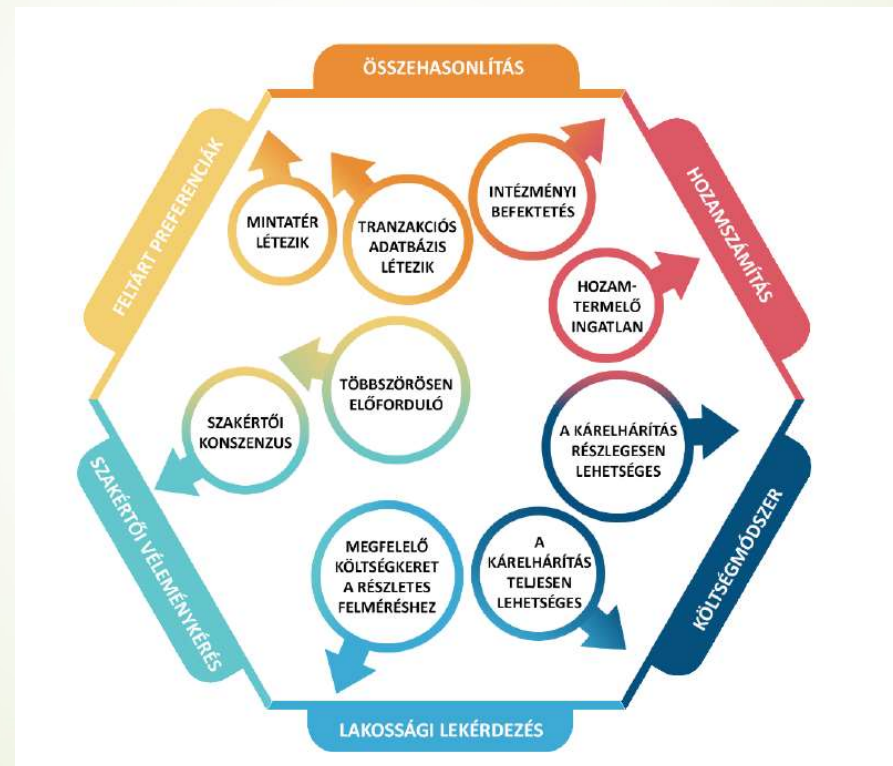 ÖSSZEHASONLÍTÁS
FELTÁRT PREFERENCIÁK
HOZAMSZÁMÍTÁS
MINTATÉR
LÉTEZIK
TRANZAKCIÓS
ADATBÁZIS
LÉTEZIK
INTÉZMÉNYI
BEFEKTETÉS
HOZAM-
TERMELŐ
INGATLAN
TÖBBSZÖRÖSEN
ELŐFORDULÓ
SZAKÉRTŐI
KONSZENZUS
A KÁRELHÁRÍTÁS
RÉSZLEGESEN
LEHETSÉGES
MEGFELELŐ
KÖLTSÉGKERET
A RÉSZLETES
FELMÉRÉSHEZ
A
KÁRELHÁRÍTÁS
TELJESEN
LEHETSÉGES
SZAKÉRTŐI VÉLEMÉNYKÉRÉS
KÖLTSÉGMÓDSZER
LAKOSSÁGI LEKÉRDEZÉS